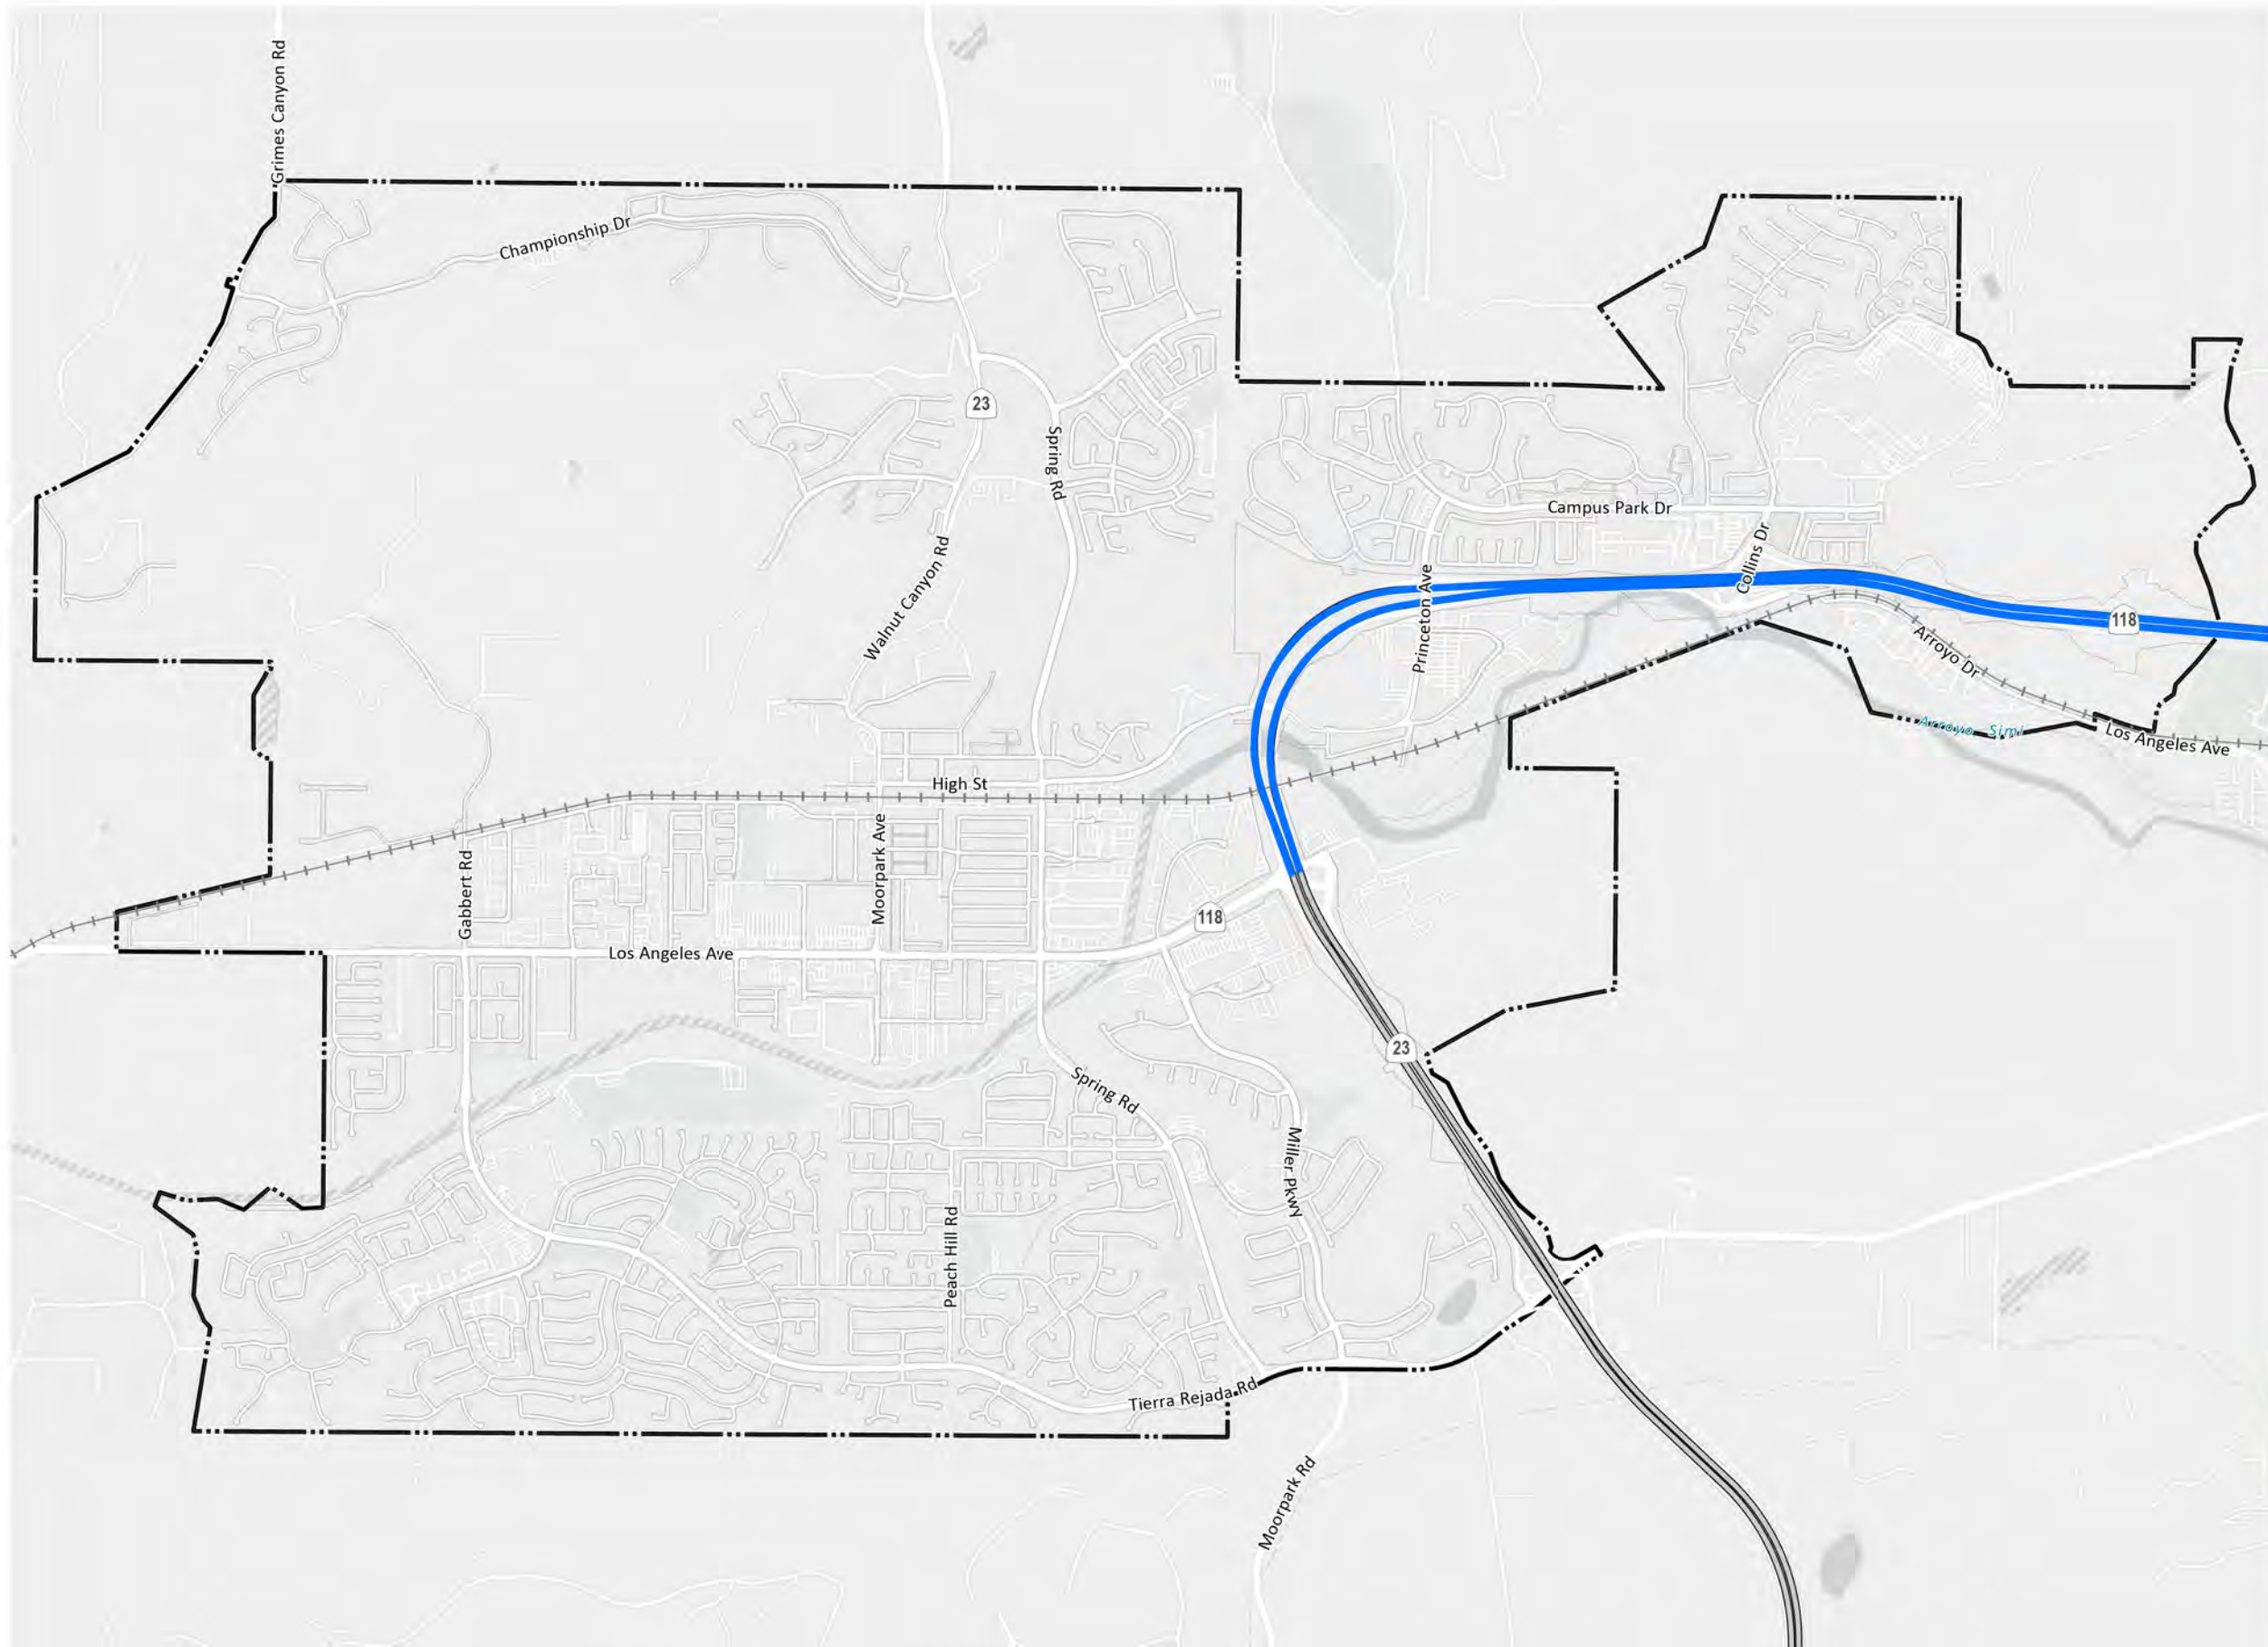 Grimes Canyon Rd
Championship Dr
23
Spring Rd
Campus Park Dr
Collins Dr
Walnut Canyon Rd
Princeton Ave
118
Arroyo Dr
Arroyo Simi
Los Angeles Ave
High St
Moorpark Ave
Gabbert Rd
118
Los Angeles Ave
23
Spring Rd
Miller Pkwy
Peach Hill Rd
Tierra Rejada Rd
Moorpark Rd